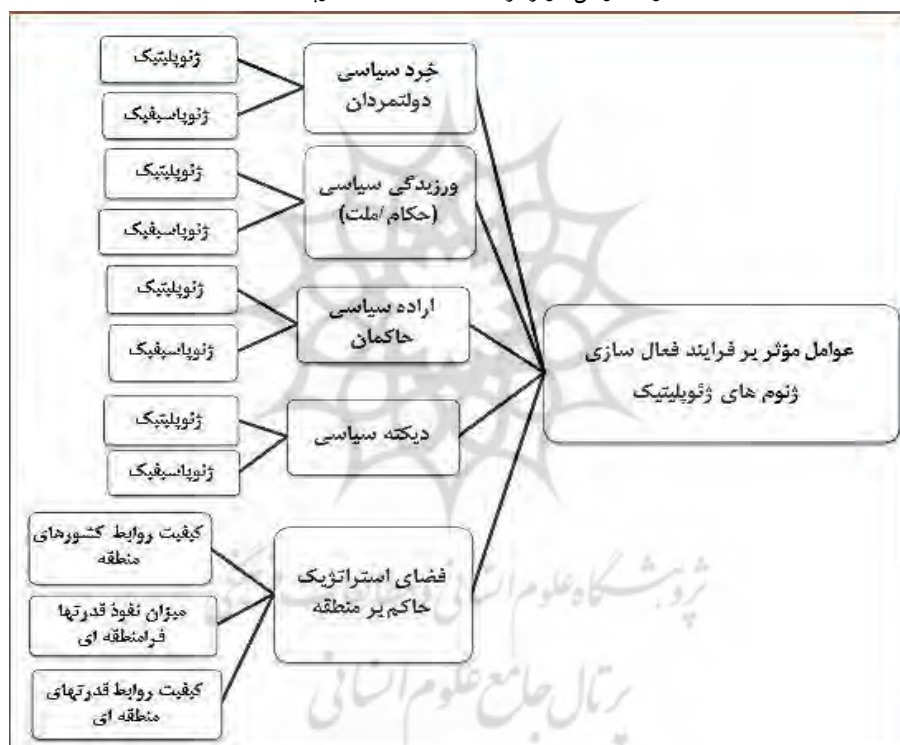 عوامل مؤثر بر فرایند فعال سازی
ژنوم های ژئوپلیتیک
خِرد سیاسی
دولتمردان
ژئوپلیتیک
ژئوپاسیفیک
ورزیدگی سیاسی
(حکام/ملت)
ژئوپلیتیک
ژئوپاسیفیک
اراده سیاسی
حاکمان
ژئوپلیتیک
ژئوپاسیفیک
دیکته سیاسی
ژئوپلیتیک
ژئوپاسیفیک
فضای استراتژیک
حاکم بر منطقه
کیفیت روابط کشورهای
منطقه
میزان نفوذ قدرتها
فرامنطقه ای
کیفیت روابط قدرتهای
منطقه ای
پژوهشگاه علوم انسانی و
پرتال جامع علوم انسانی